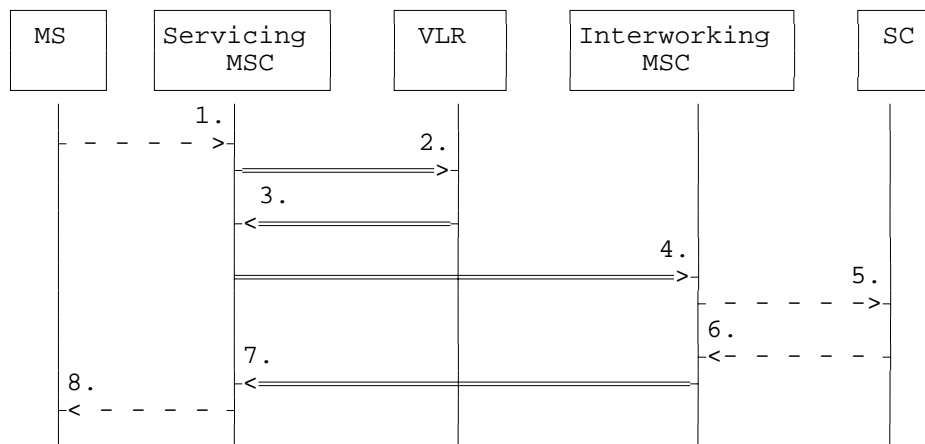 MS
Servicing
MSC
VLR
Interworking
MSC
SC
1.
2.
3.
4.
5.
6.
7.
8.